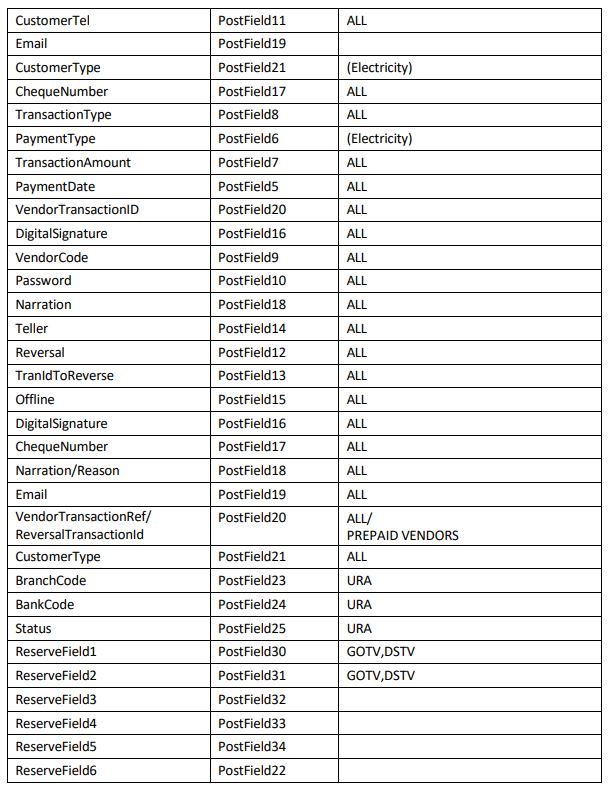 CustomerTel PostField11 ALL
Email PostField19
CustomerType PostField21 (Electricity)
ChequeNumber PostField17 ALL
TransactionType PostField8 ALL
PaymentType PostField6 (Electricity)
TransactionAmount PostField7 ALL
PaymentDate PostField5 ALL
VendorTransactionID PostField20 ALL
DigitalSignature PostField16 ALL
VendorCode PostField9 ALL
Password PostField10 ALL
Narration PostField18 ALL
Teller PostField14 ALL
Reversal PostField12 ALL
TranIdToReverse PostField13 ALL
Offline PostField15 ALL
DigitalSignature PostField16 ALL
ChequeNumber PostField17 ALL
Narration/Reason PostField18 ALL
Email PostField19 ALL
VendorTransactionRef/ PostField20 ALL/
ReversalTransactionId PREPAID VENDORS
CustomerType PostField21 ALL
BranchCode PostField23 URA
BankCode PostField24 URA
Status PostField25 URA
ReserveField1 PostField30 GOTV,DSTV
ReserveField2 PostField31 GOTV,DSTV
ReserveField3 PostField32
ReserveField4 PostField33
ReserveField5 PostField34
ReserveField6 PostField22